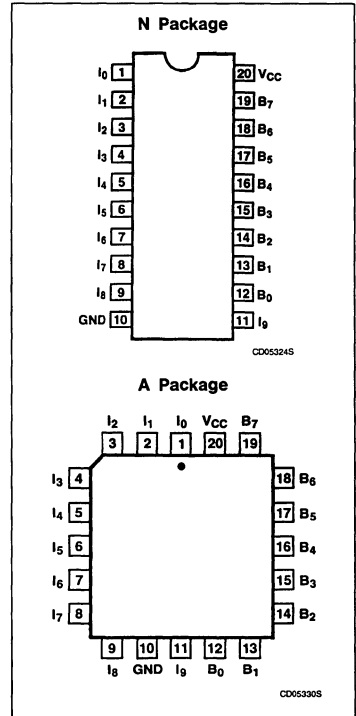 N Package
I0 1 20 VCC
I1 2 19 B7
I2 3 18 B6
I3 4 17 B5
I4 5 16 B4
I5 6 15 B3
I6 7 14 B2
I7 8 13 B1
I8 9 12 B0
GND 10 11 I9
CD05324S
A Package
I2 I1 I0 VCC B7
3 2 1 20 19
I3 4 18 B6
I4 5 17 B5
I5 6 16 B4
I6 7 15 B3
I7 8 14 B2
9 10 11 12 13
I8 GND I9 B0 B1
CD05330S